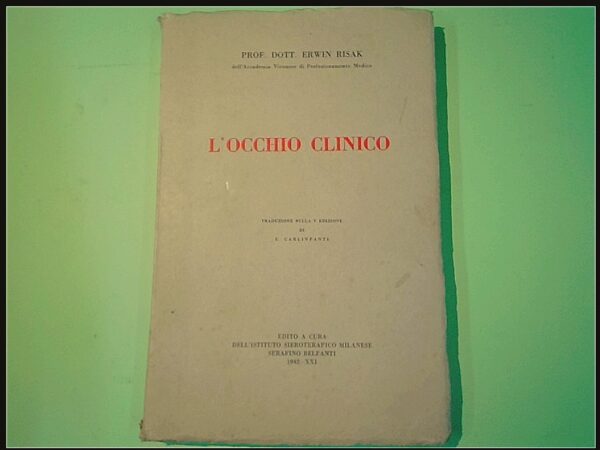 PROF. DOTT. ERWIN RISAK
dell'Accademia Viennese di Perfezionamento Medico
L'OCCHIO CLINICO
TRADUZIONE SULLA V EDIZIONE
DI
E. CARLINFANTI
EDITO A CURA
DELL'ISTITUTO SIEROTERAPICO MILANESE
SERAFINO BELFANTI
1942 - XXI